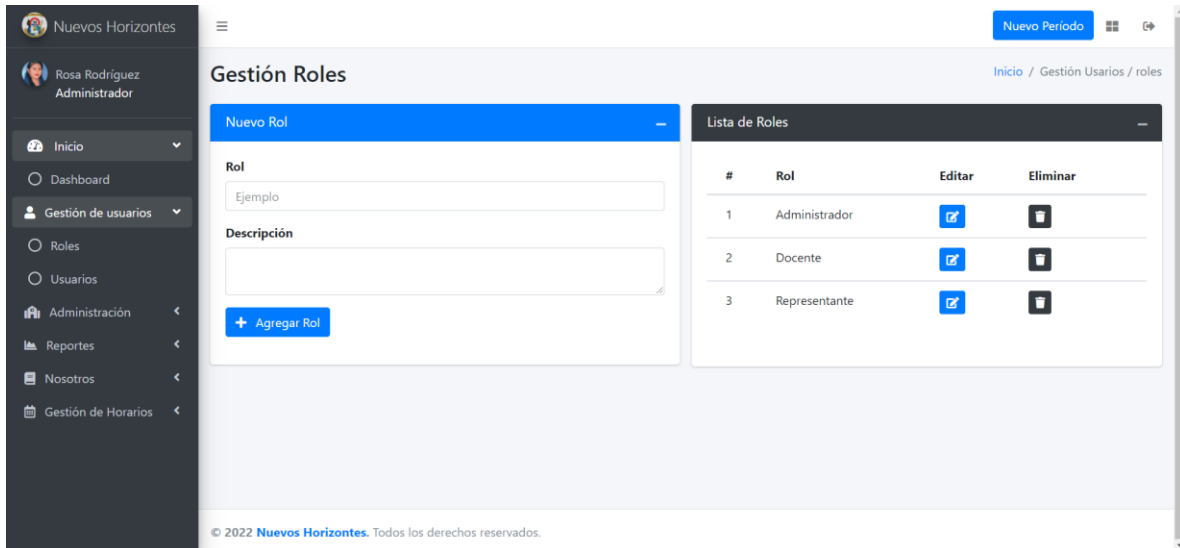 Nuevos Horizontes
Nuevo Período
Rosa Rodríguez
Administrador
Gestión Roles
Inicio / Gestión Usarios / roles
Inicio
Dashboard
Gestión de usuarios
Roles
Usuarios
Administración
Reportes
Nosotros
Gestión de Horarios
Nuevo Rol
Rol
Ejemplo
Descripción
Agregar Rol
Lista de Roles
# Rol Editar Eliminar
1 Administrador
2 Docente
3 Representante
© 2022 Nuevos Horizontes. Todos los derechos reservados.